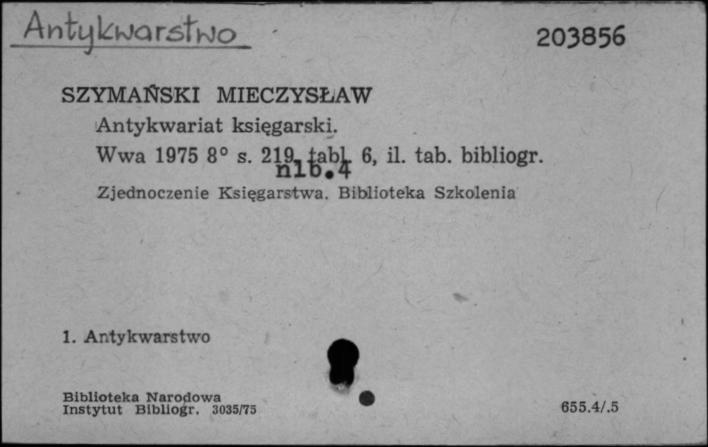 Antykwarstwo
203856
SZYMAŃSKI MIECZYSŁAW
Antykwariat księgarski.
Wwa 1975 8° s. 219, tabl. 6, il. tab. bibliogr.
nlb.4
Zjednoczenie Księgarstwa. Biblioteka Szkolenia
1. Antykwarstwo
Biblioteka Narodowa
Instytut Bibliogr. 3035/75
655.4/.5